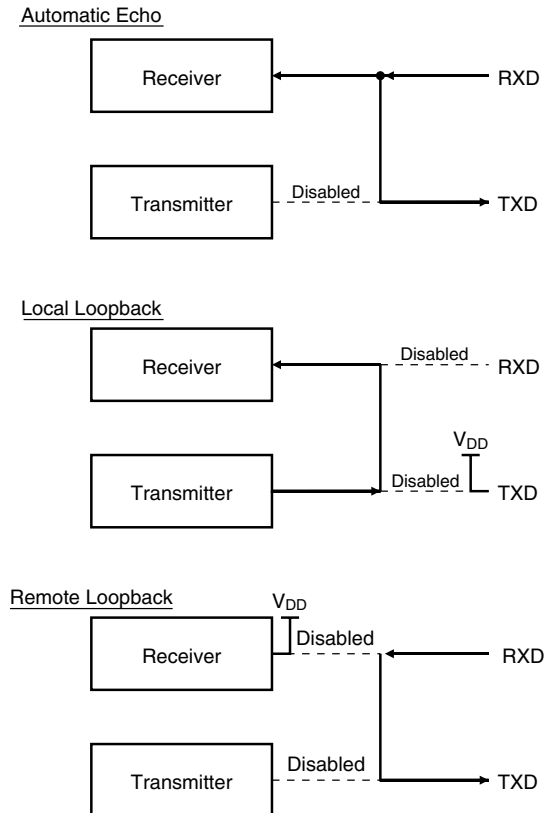 Automatic Echo
Receiver
RXD
Transmitter
Disabled
TXD
Local Loopback
Receiver
Disabled
RXD
VDD
Transmitter
Disabled
TXD
Remote Loopback
VDD
Receiver
Disabled
RXD
Transmitter
Disabled
TXD